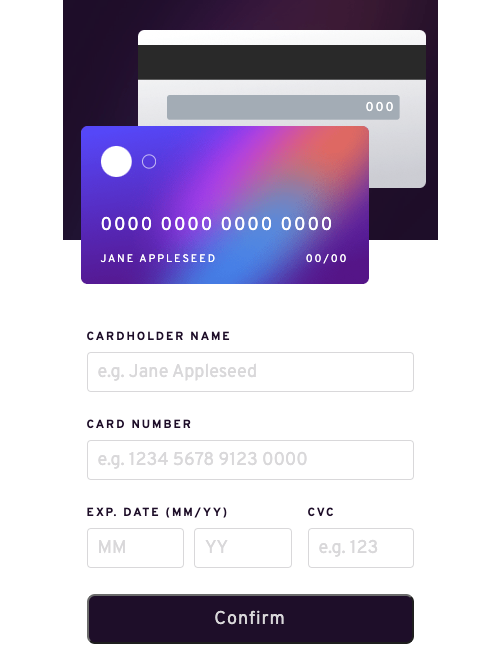 000
0000 0000 0000 0000
JANE APPLESEED 00/00
CARDHOLDER NAME
e.g. Jane Appleseed
CARD NUMBER
e.g. 1234 5678 9123 0000
EXP. DATE (MM/YY) CVC
MM YY e.g. 123
Confirm